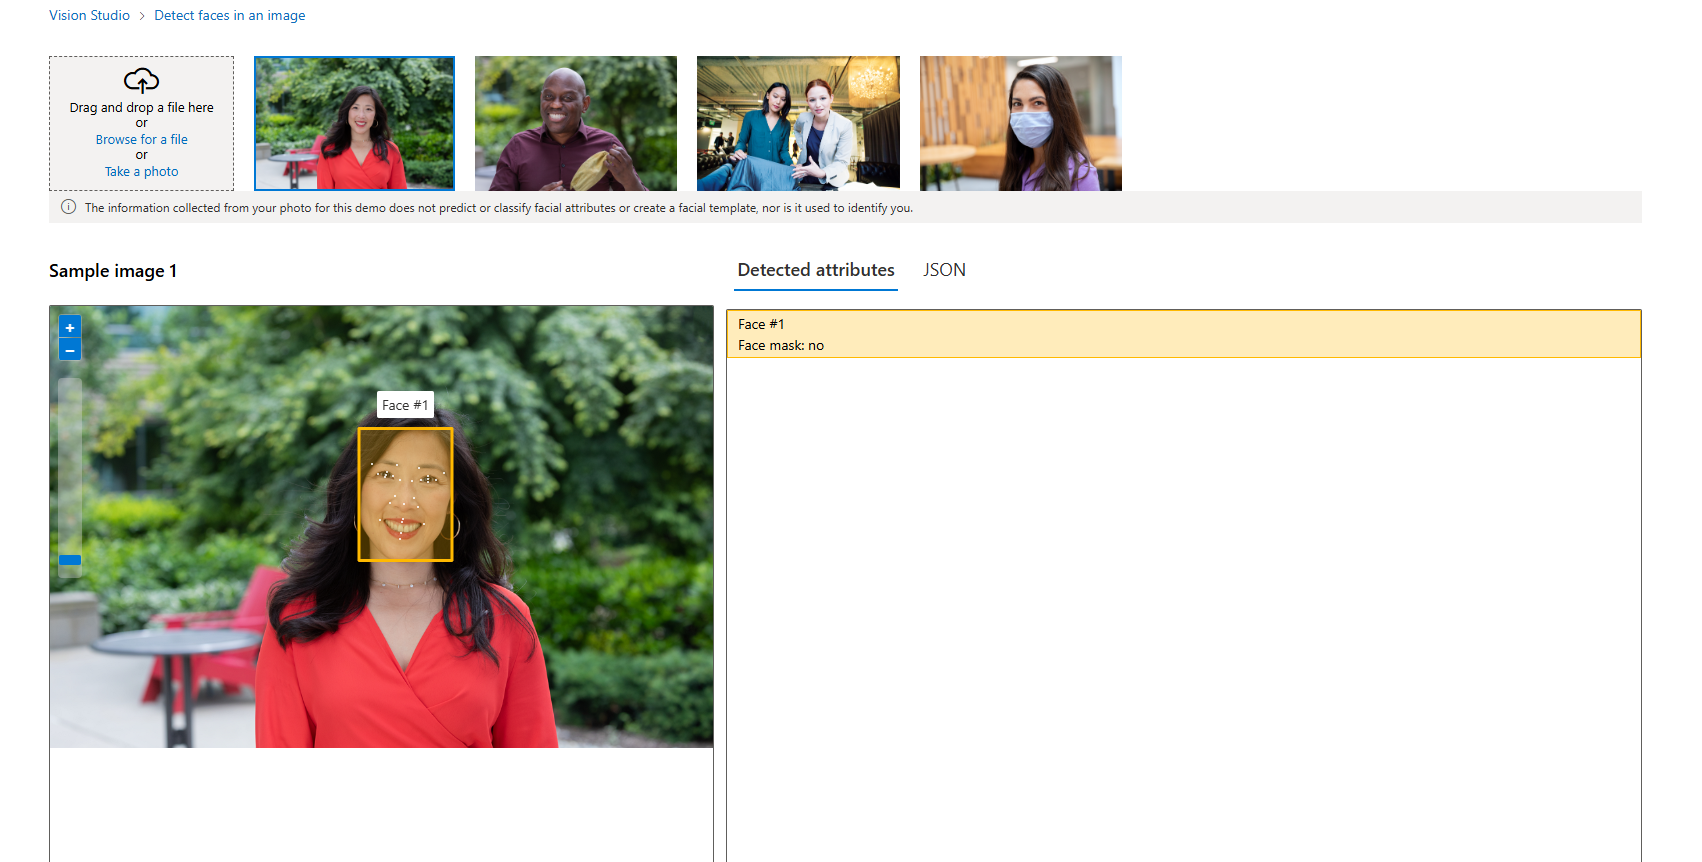 Vision Studio > Detect faces in an image
Drag and drop a file here
or
Browse for a file
or
Take a photo
The information collected from your photo for this demo does not predict or classify facial attributes or create a facial template, nor is it used to identify you.
Sample image 1
Detected attributes JSON
+
−
Face #1
Face #1
Face mask: no